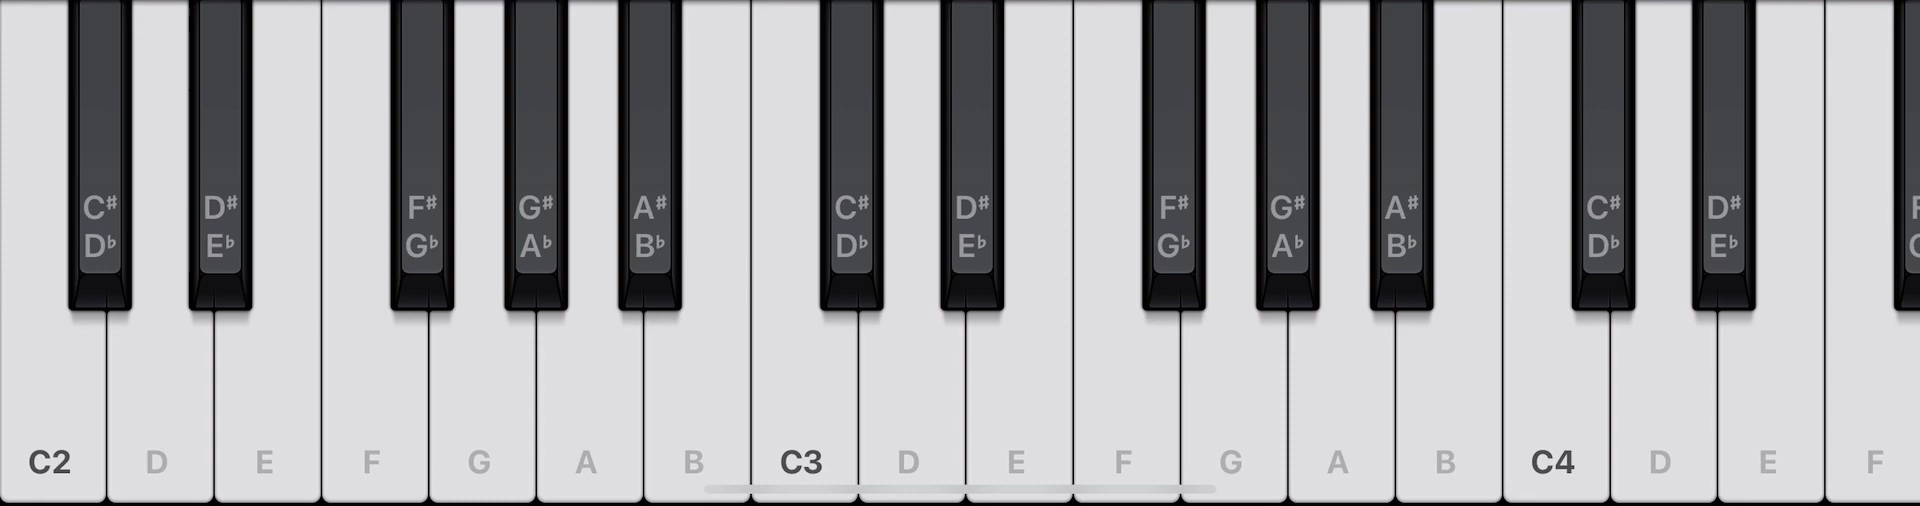 C♯ D♯ F♯ G♯ A♯ C♯ D♯ F♯ G♯ A♯ C♯ D♯
D♭ E♭ G♭ A♭ B♭ D♭ E♭ G♭ A♭ B♭ D♭ E♭
C2 D E F G A B C3 D E F G A B C4 D E F